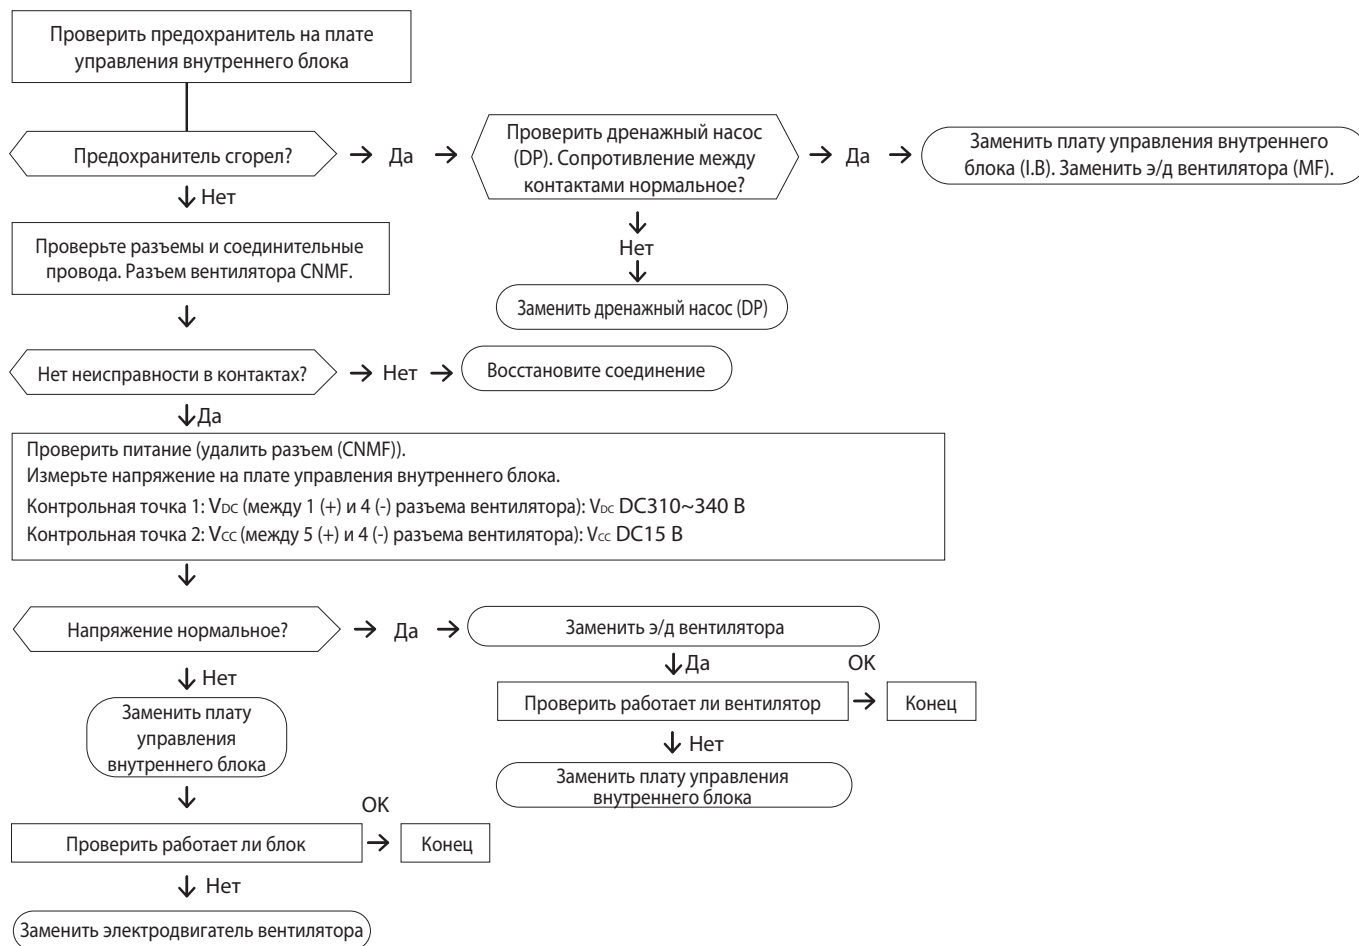 Проверить предохранитель на плате
управления внутреннего блока
Предохранитель сгорел?
Да
Проверить дренажный насос
(DP). Сопротивление между
контактами нормальное?
Да
Заменить плату управления внутреннего
блока (I.B). Заменить э/д вентилятора (MF).
Нет
Нет
Проверьте разъемы и соединительные
провода. Разъем вентилятора CNMF.
Заменить дренажный насос (DP)
Нет неисправности в контактах?
Нет
Восстановите соединение
Да
Проверить питание (удалить разъем (CNMF)).
Измерьте напряжение на плате управления внутреннего блока.
Контрольная точка 1: VDC (между 1 (+) и 4 (-) разъема вентилятора): VDC DC310~340 В
Контрольная точка 2: VCC (между 5 (+) и 4 (-) разъема вентилятора): VCC DC15 В
Напряжение нормальное?
Да
Заменить э/д вентилятора
Нет
Да
OK
Заменить плату
управления
внутреннего блока
Проверить работает ли вентилятор
Конец
Нет
Заменить плату управления
внутреннего блока
OK
Проверить работает ли блок
Конец
Нет
Заменить электродвигатель вентилятора